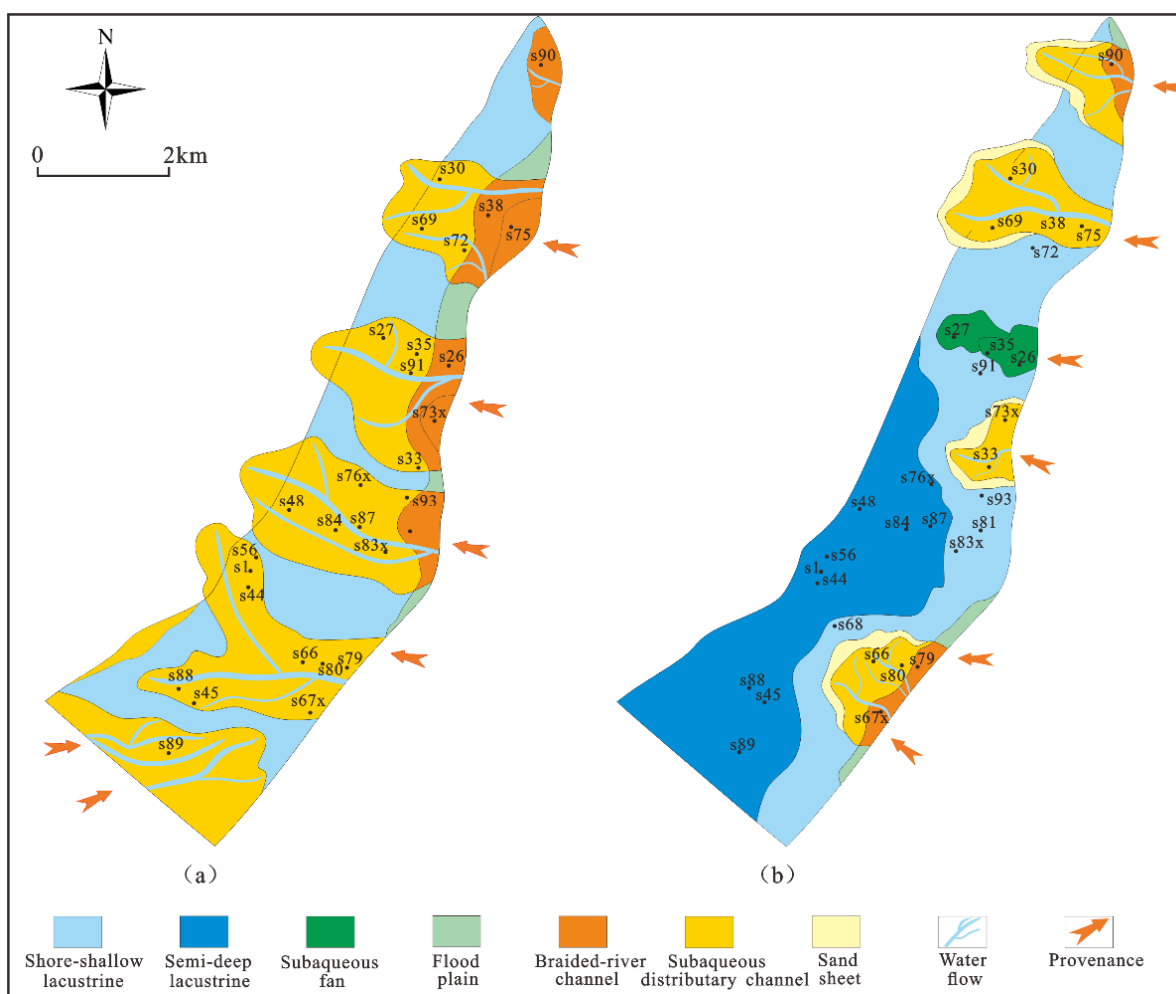 N
0 2km
s90
s30
s38
s69
s75
s72
s27
s35
s26
s91
s73x
s33
s76x
s93
s48
s84
s87
s83x
s56
s1
s44
s66
s79
s80
s88
s45
s67x
s89
(a)
s90
s30
s69
s38
s75
s72
s27
s35
s26
s91
s73x
s33
s76x
s93
s48
s84
s87
s81
s83x
s56
s1
s44
s68
s66
s79
s80
s88
s45
s67x
s89
(b)
Shore-shallow
lacustrine
Semi-deep
lacustrine
Subaqueous
fan
Flood
plain
Braided-river
channel
Subaqueous
distributary channel
Sand
sheet
Water
flow
Provenance